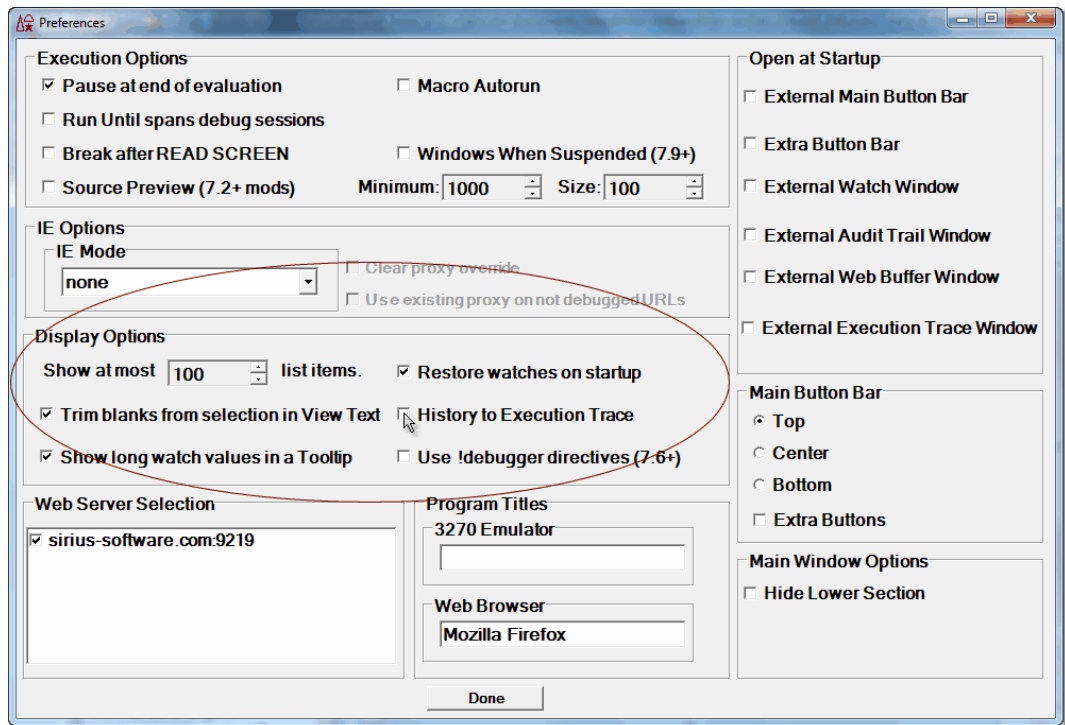 Preferences
Execution Options
Pause at end of evaluation
Macro Autorun
Run Until spans debug sessions
Break after READ SCREEN
Windows When Suspended (7.9+)
Source Preview (7.2+ mods)
Minimum: 1000
Size: 100
IE Options
IE Mode
none
Clear proxy override
Use existing proxy on not debugged URLs
Display Options
Show at most 100 list items.
Restore watches on startup
Trim blanks from selection in View Text
History to Execution Trace
Show long watch values in a Tooltip
Use !debugger directives (7.6+)
Web Server Selection
sirius-software.com:9219
Program Titles
3270 Emulator
Web Browser
Mozilla Firefox
Open at Startup
External Main Button Bar
Extra Button Bar
External Watch Window
External Audit Trail Window
External Web Buffer Window
External Execution Trace Window
Main Button Bar
Top
Center
Bottom
Extra Buttons
Main Window Options
Hide Lower Section
Done